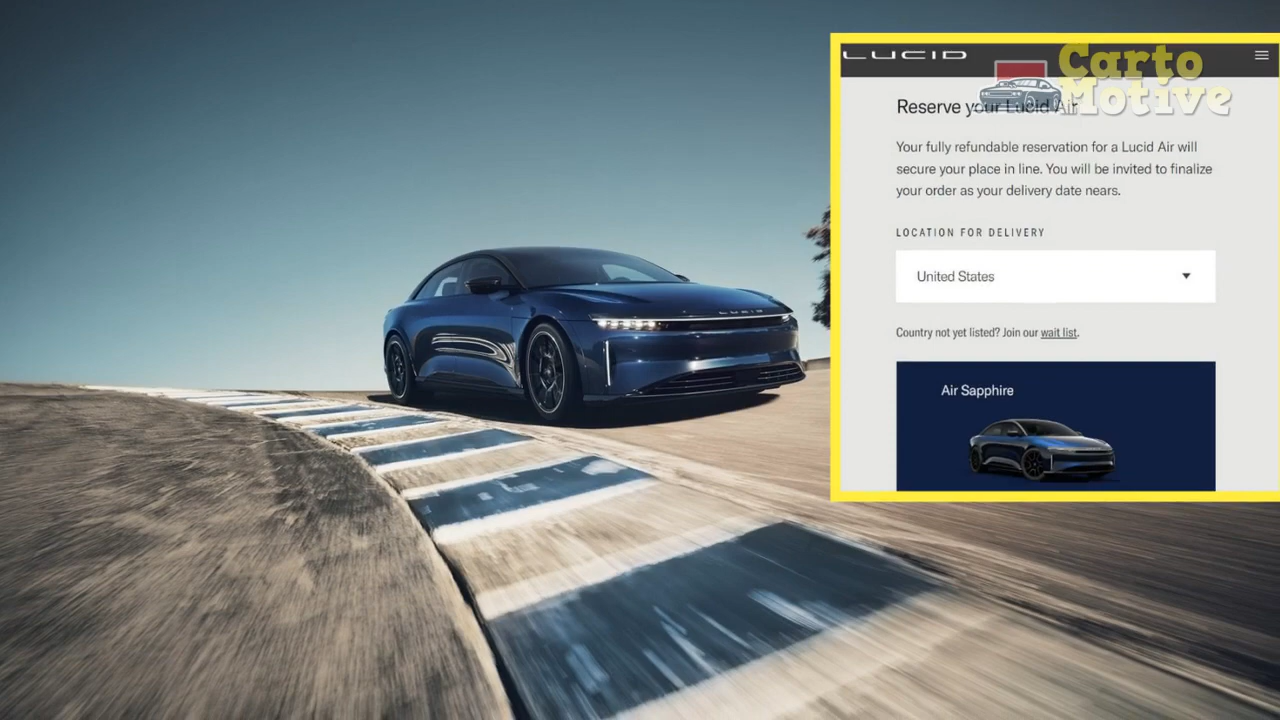 LUCID
Carto
Motive
Reserve your Lucid Air
Your fully refundable reservation for a Lucid Air will
secure your place in line. You will be invited to finalize
your order as your delivery date nears.
LOCATION FOR DELIVERY
United States
Country not yet listed? Join our wait list.
Air Sapphire
LUCID